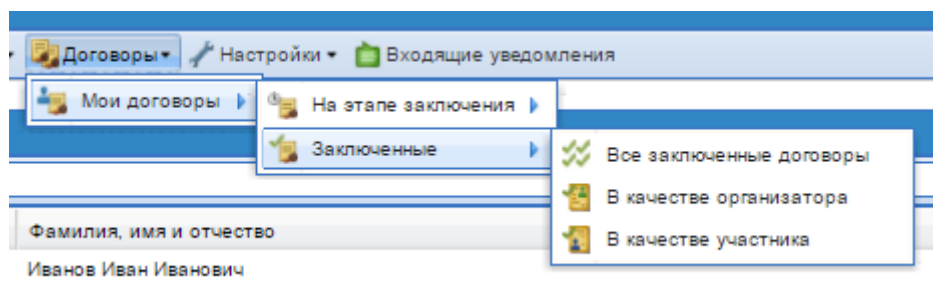 Договоры Настройки Входящие уведомления
Мои договоры На этапе заключения
Заключенные Все заключенные договоры
В качестве организатора
Фамилия, имя и отчество В качестве участника
Иванов Иван Иванович